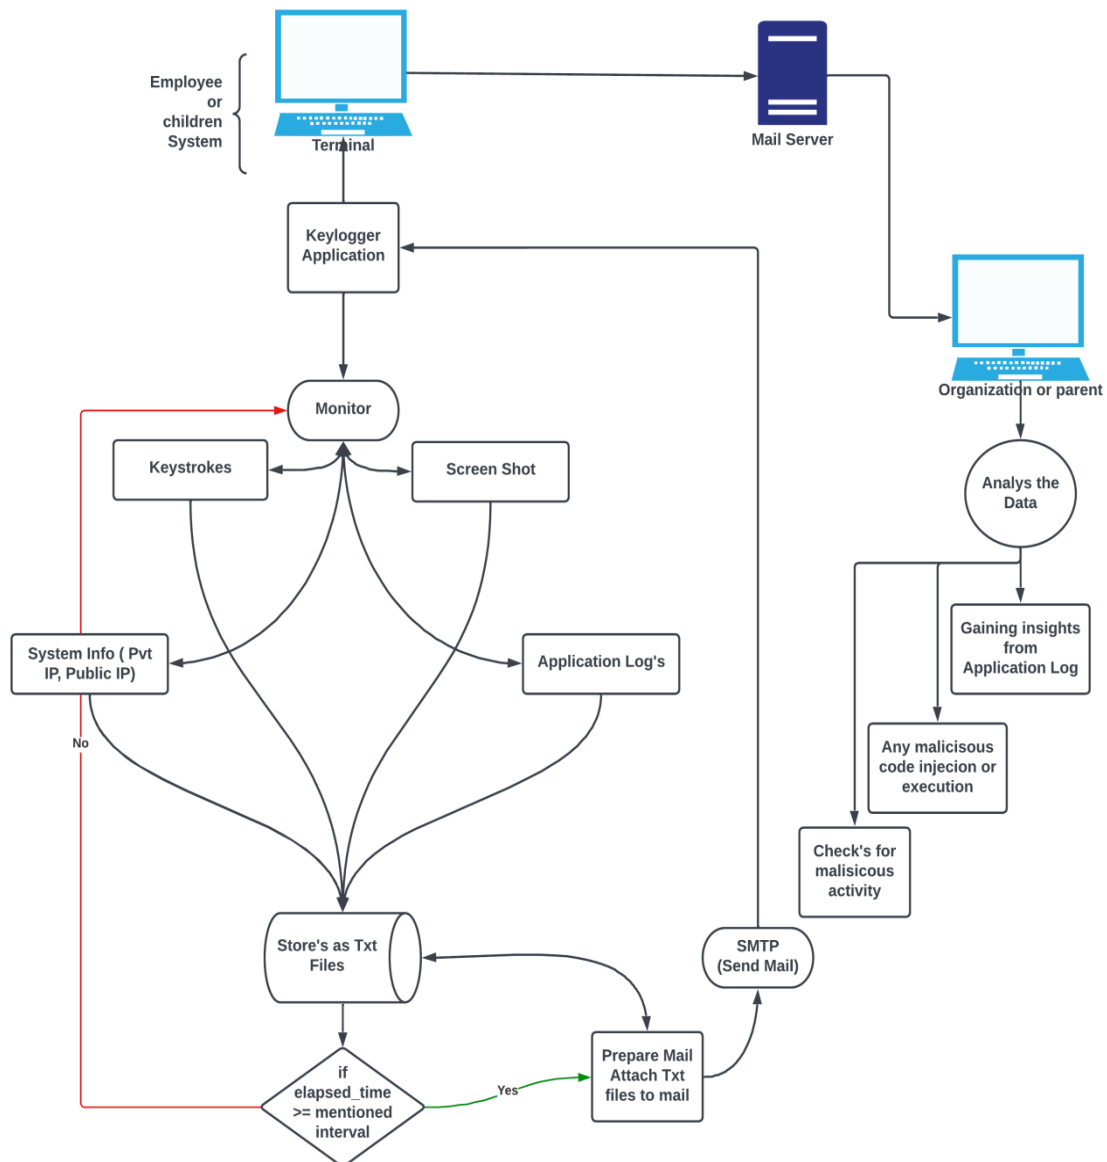 Employee
or
children
System
Terminal
Mail Server
Keylogger
Application
Organization or parent
Monitor
Keystrokes
Screen Shot
Analys the
Data
System Info ( Pvt
IP, Public IP)
Application Log's
Gaining insights
from
Application Log
No
Any malicisous
code injecion or
execution
Check's for
malisicous
activity
Store's as Txt
Files
SMTP
(Send Mail)
if
elapsed_time
>= mentioned
interval
Yes
Prepare Mail
Attach Txt
files to mail